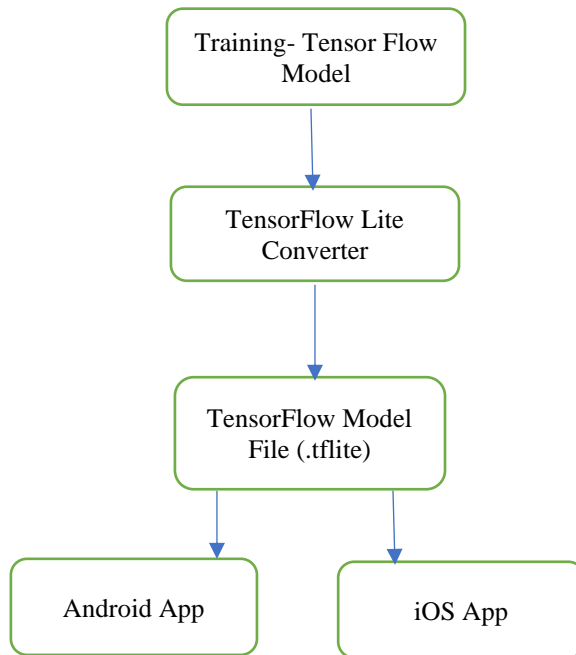 Training- Tensor Flow
Model
TensorFlow Lite
Converter
TensorFlow Model
File (.tflite)
Android App
iOS App